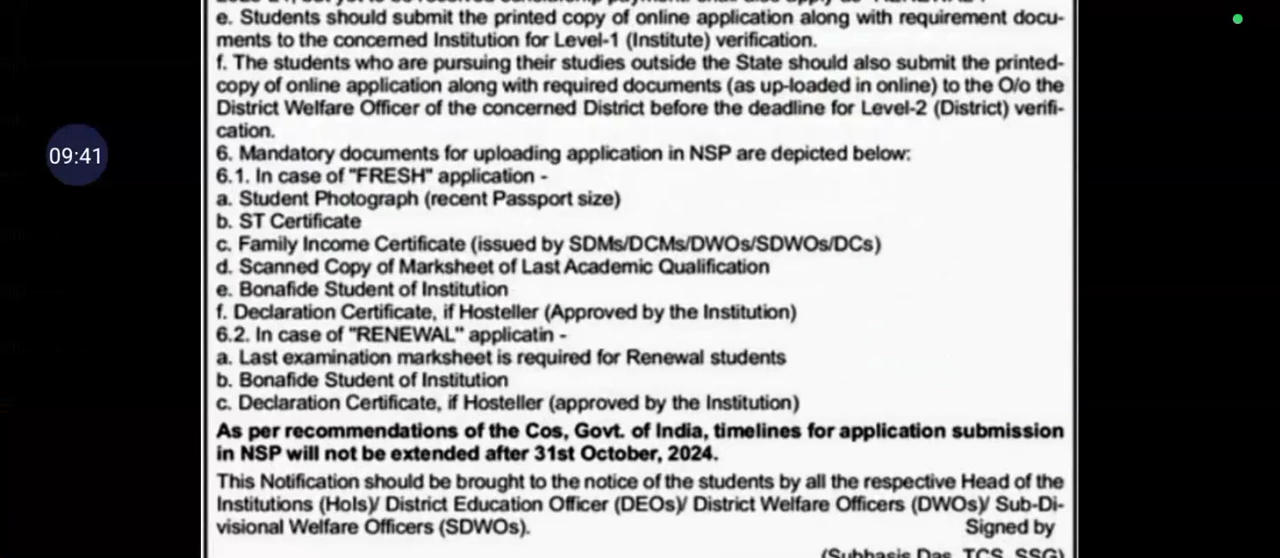 e. Students should submit the printed copy of online application along with requirement docu-
ments to the concerned Institution for Level-1 (Institute) verification.
f. The students who are pursuing their studies outside the State should also submit the printed-
copy of online application along with required documents (as up-loaded in online) to the O/o the
District Welfare Officer of the concerned District before the deadline for Level-2 (District) verifi-
cation.
09:41
6. Mandatory documents for uploading application in NSP are depicted below:
6.1. In case of "FRESH" application -
a. Student Photograph (recent Passport size)
b. ST Certificate
c. Family Income Certificate (issued by SDMs/DCMs/DWOs/SDWOs/DCs)
d. Scanned Copy of Marksheet of Last Academic Qualification
e. Bonafide Student of Institution
f. Declaration Certificate, if Hosteller (Approved by the Institution)
6.2. In case of "RENEWAL" applicatin -
a. Last examination marksheet is required for Renewal students
b. Bonafide Student of Institution
c. Declaration Certificate, if Hosteller (approved by the Institution)
As per recommendations of the Cos, Govt. of India, timelines for application submission
in NSP will not be extended after 31st October, 2024.
This Notification should be brought to the notice of the students by all the respective Head of the
Institutions (HoIs)/ District Education Officer (DEOs)/ District Welfare Officers (DWOs)/ Sub-Di-
visional Welfare Officers (SDWOs).
Signed by
(Subhasis Das, TCS, SSG)